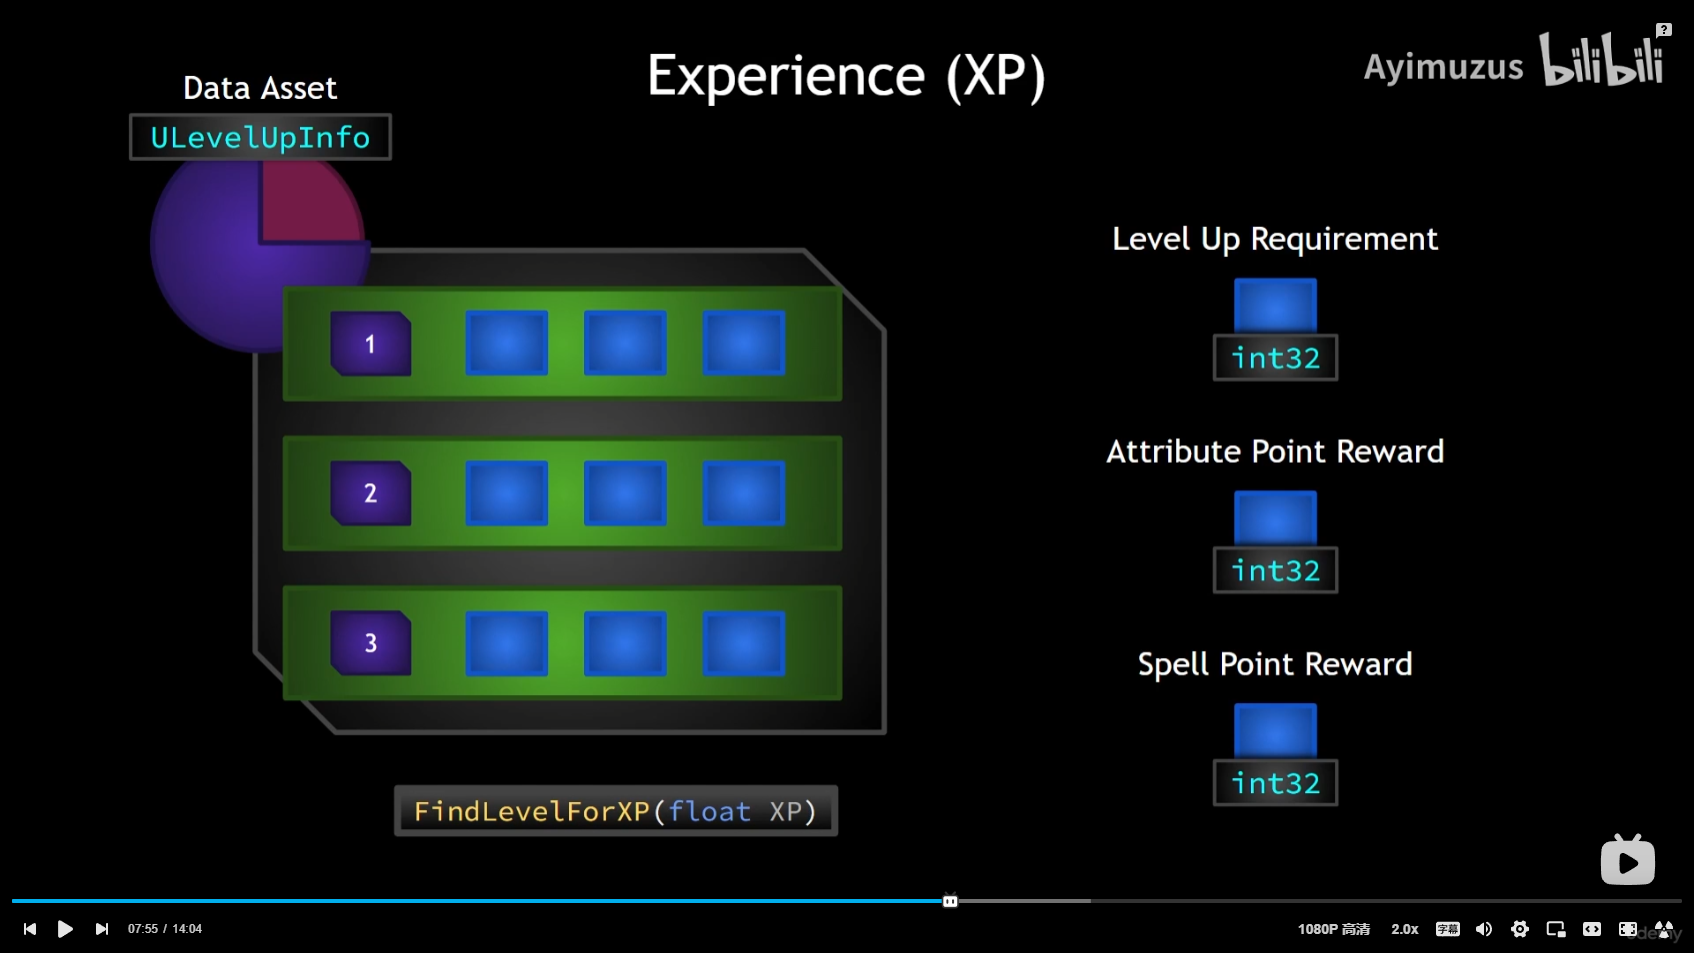 Experience (XP)
Ayimuzus bilibili
?
Data Asset
ULevelUpInfo
1
2
3
FindLevelForXP(float XP)
Level Up Requirement
int32
Attribute Point Reward
int32
Spell Point Reward
int32
07:55 / 14:04
1080P 高清
2.0x
字幕
udemy